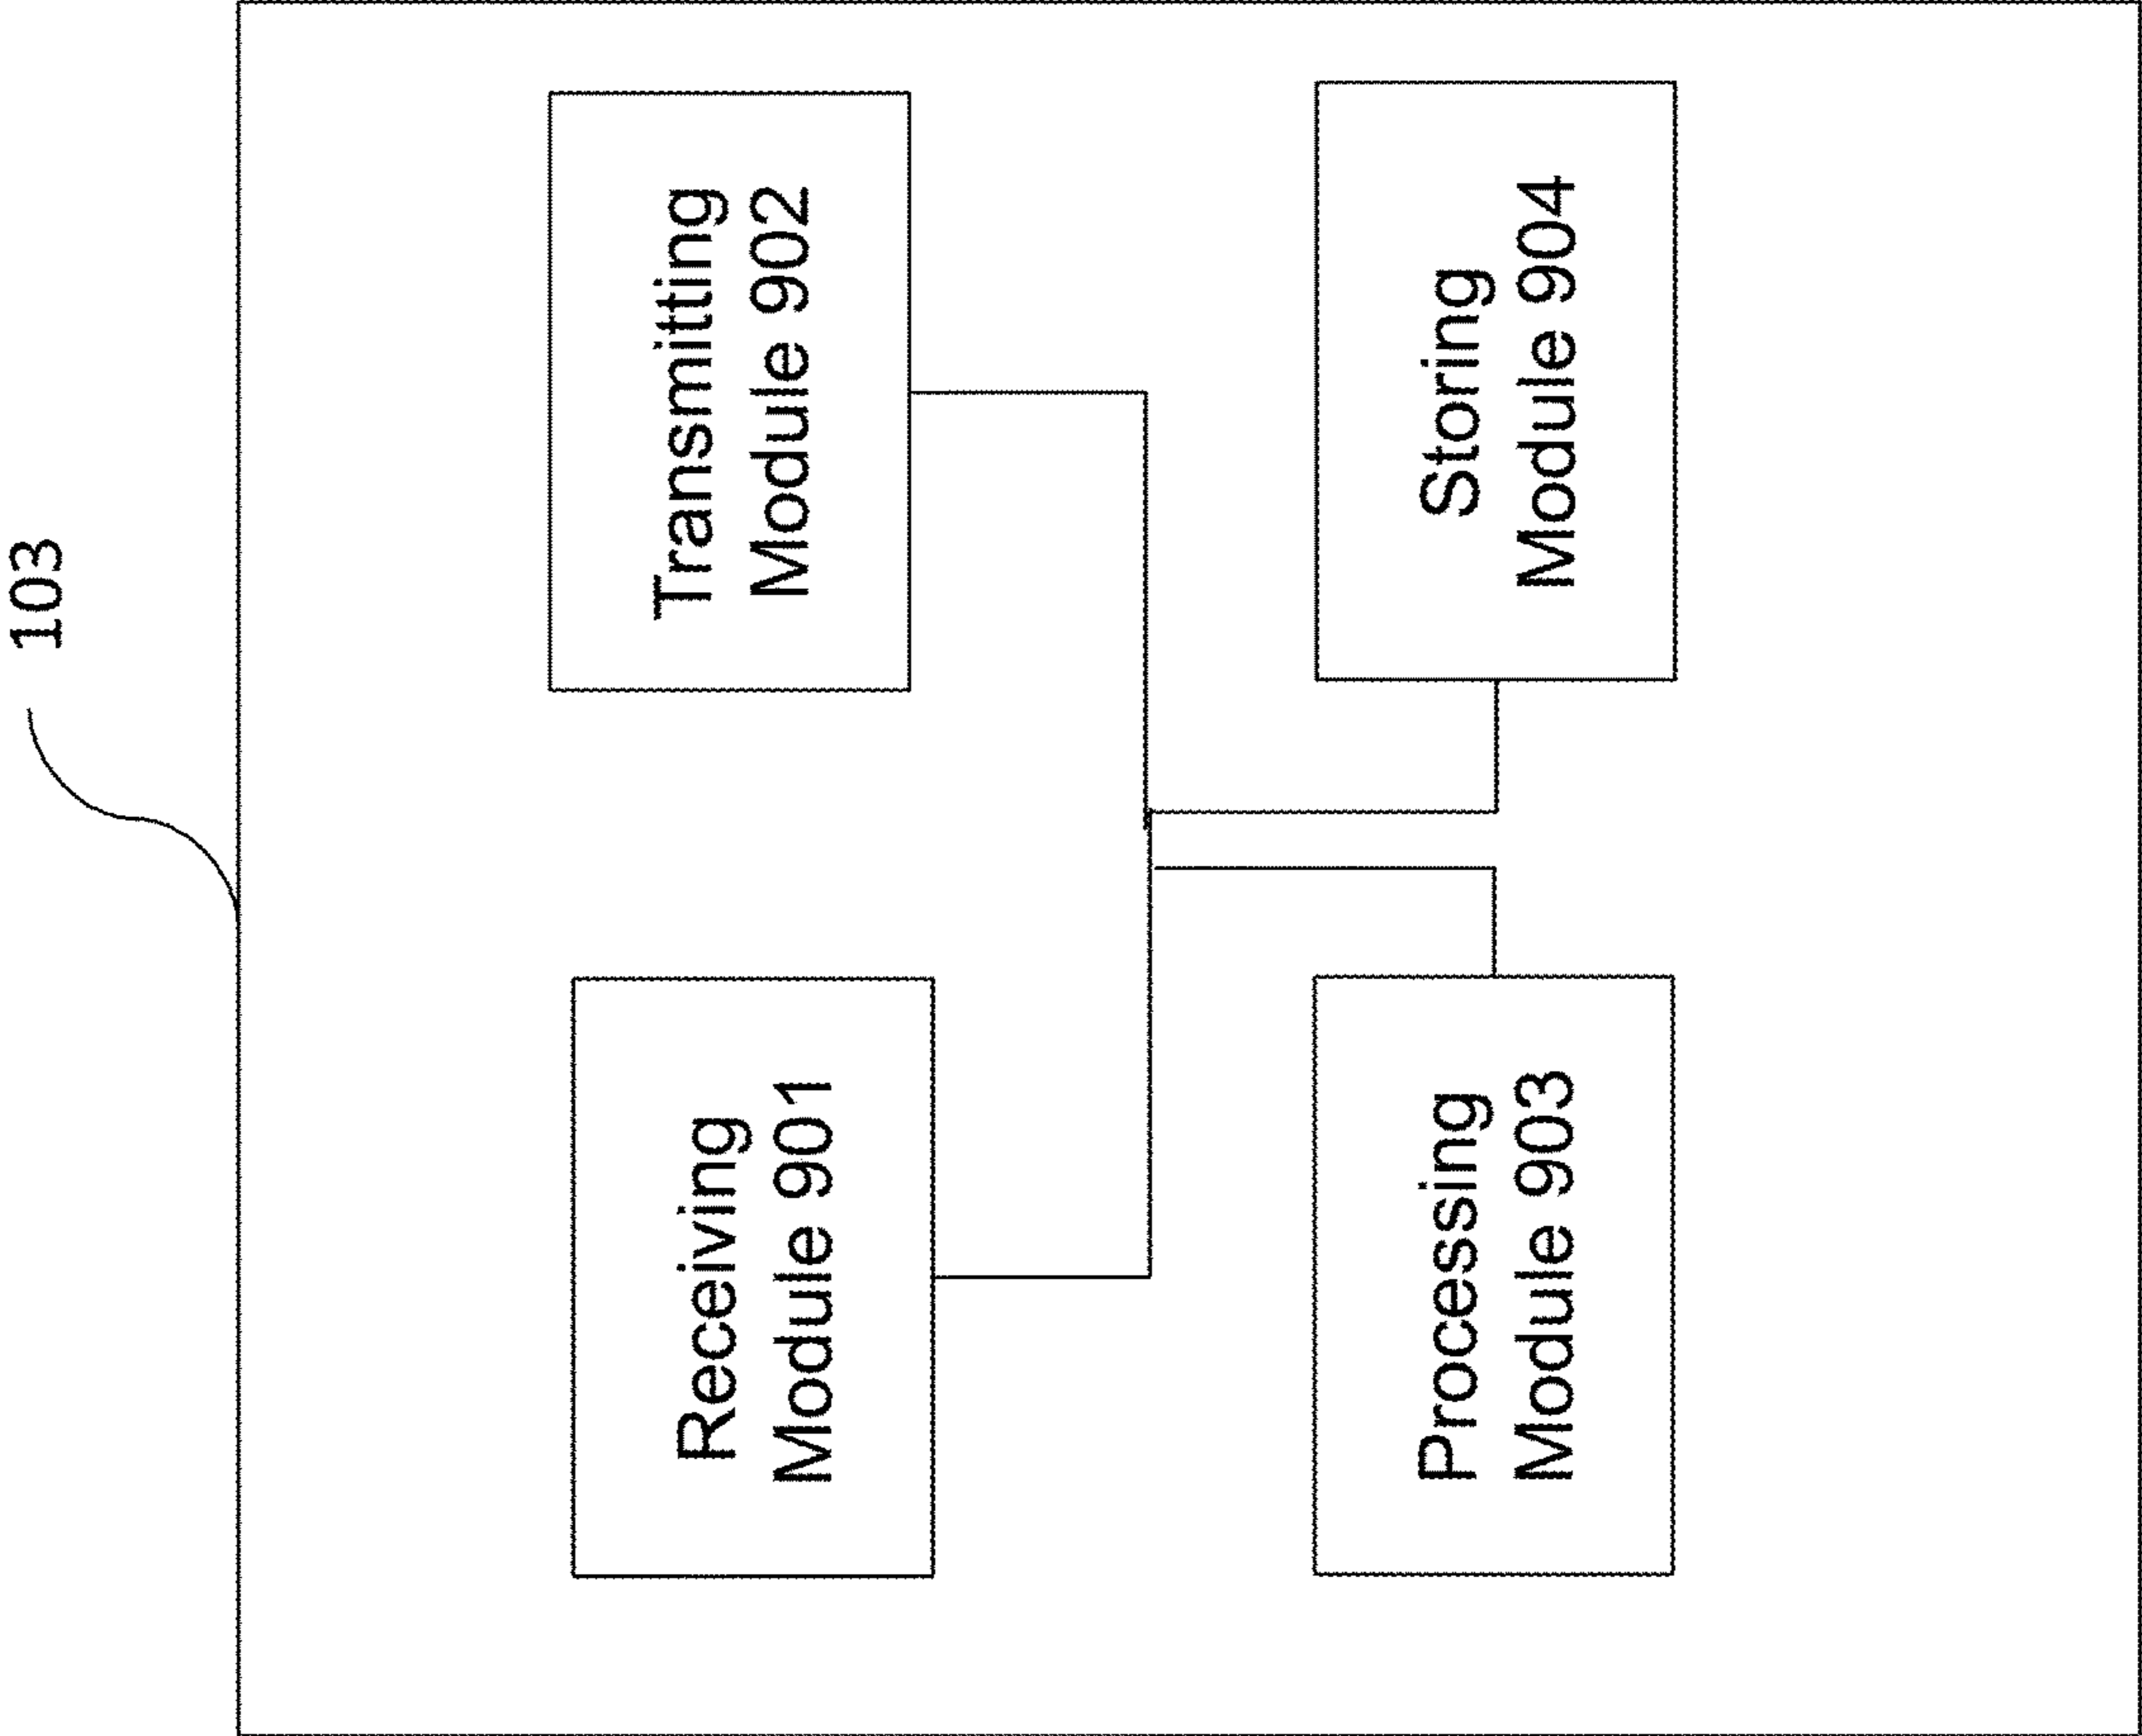 103
Receiving
Module 901
Transmitting
Module 902
Processing
Module 903
Storing
Module 904